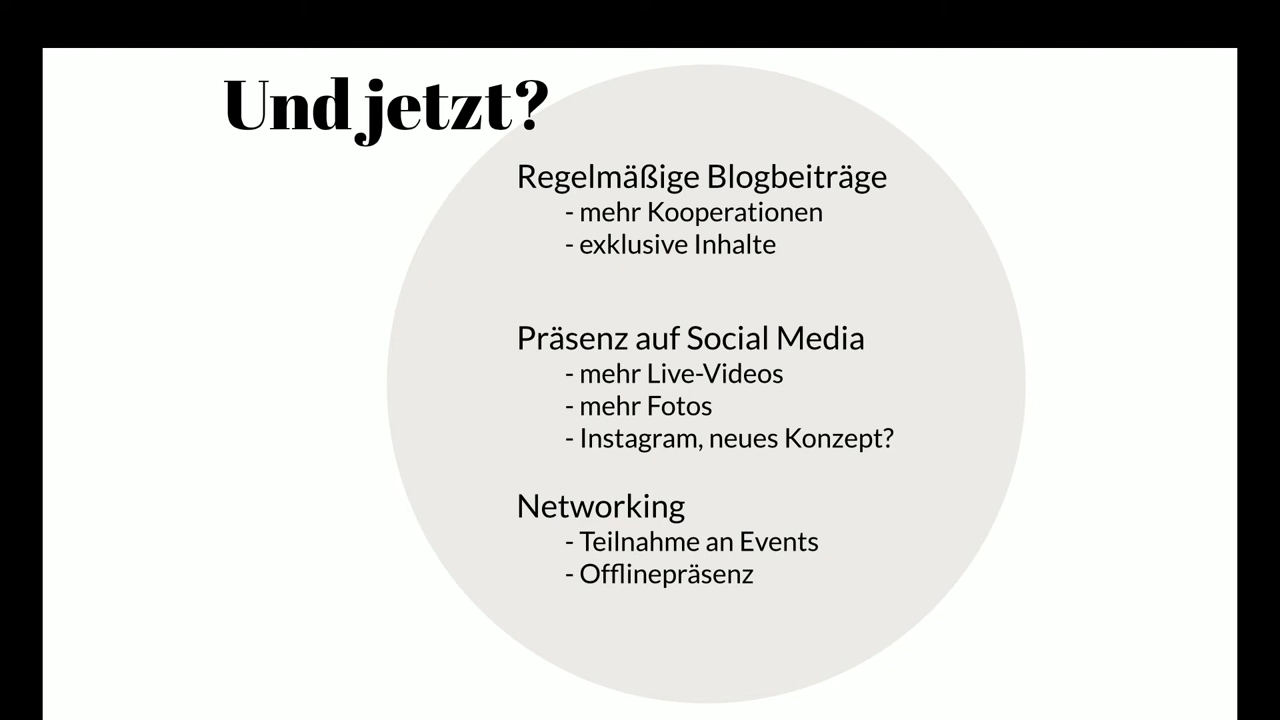 Und jetzt?
Regelmäßige Blogbeiträge
- mehr Kooperationen
- exklusive Inhalte
Präsenz auf Social Media
- mehr Live-Videos
- mehr Fotos
- Instagram, neues Konzept?
Networking
- Teilnahme an Events
- Offlinepräsenz